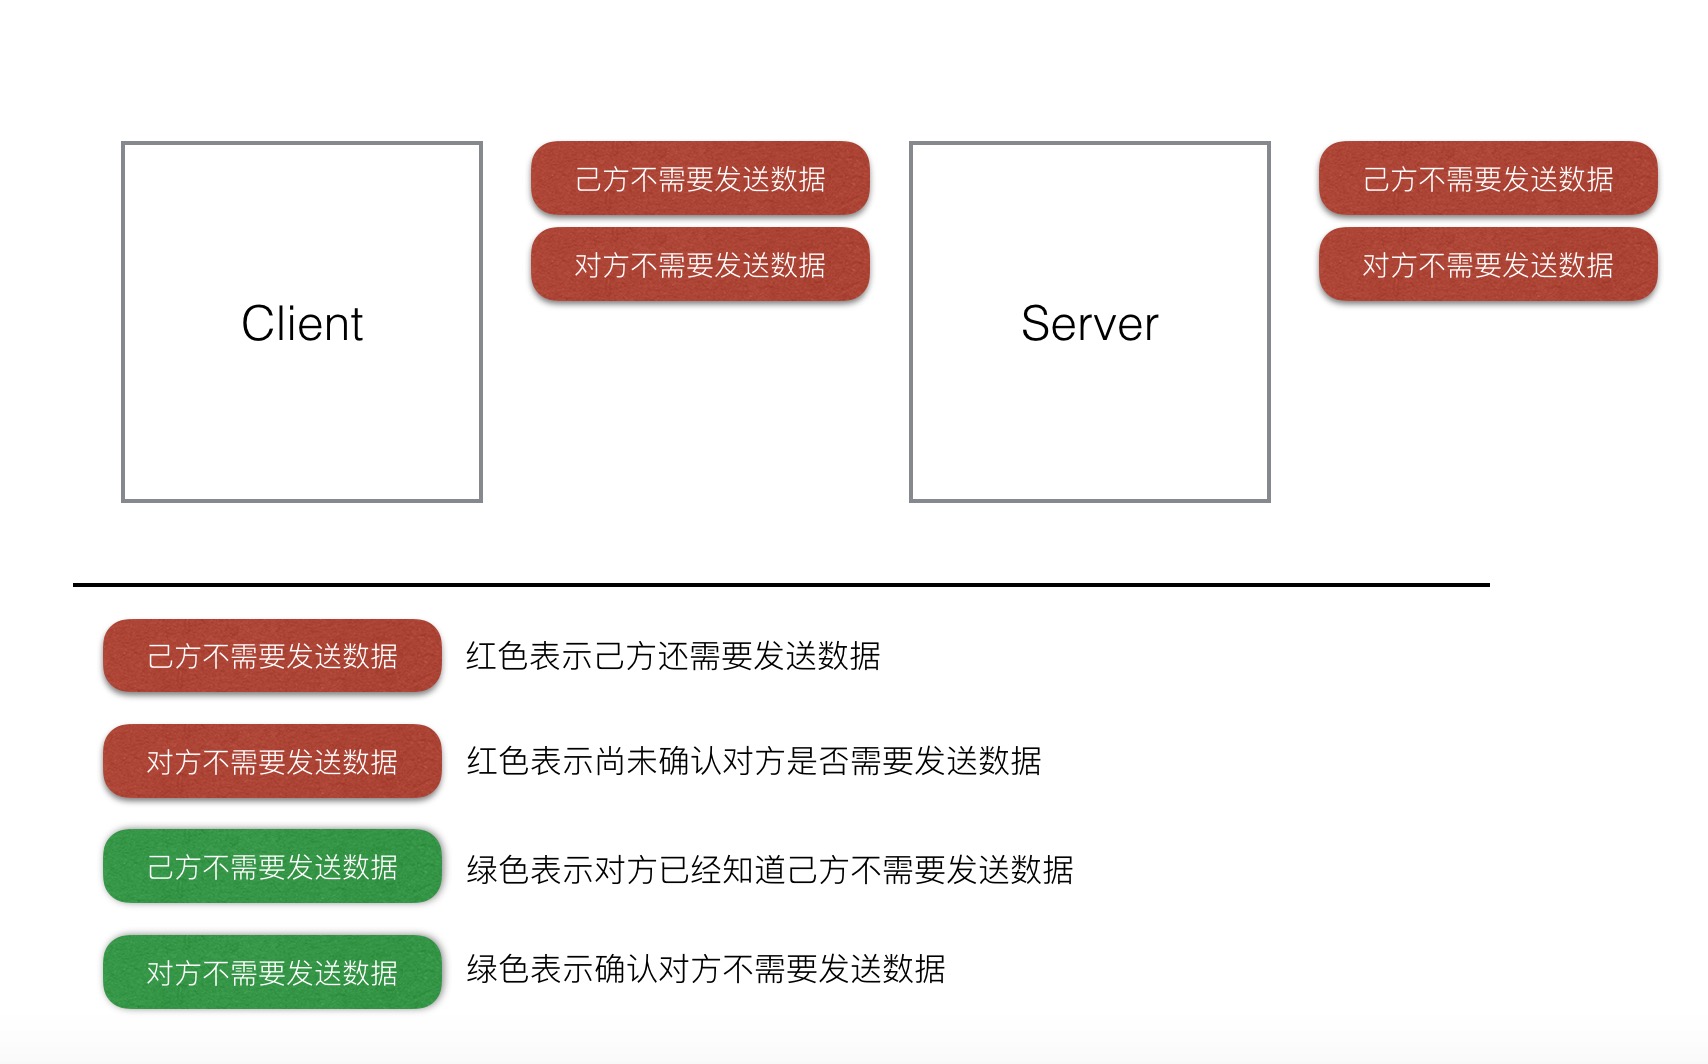 己方不需要发送数据
己方不需要发送数据
对方不需要发送数据
对方不需要发送数据
Client
Server
己方不需要发送数据
红色表示己方还需要发送数据
对方不需要发送数据
红色表示尚未确认对方是否需要发送数据
己方不需要发送数据
绿色表示对方已经知道己方不需要发送数据
对方不需要发送数据
绿色表示确认对方不需要发送数据